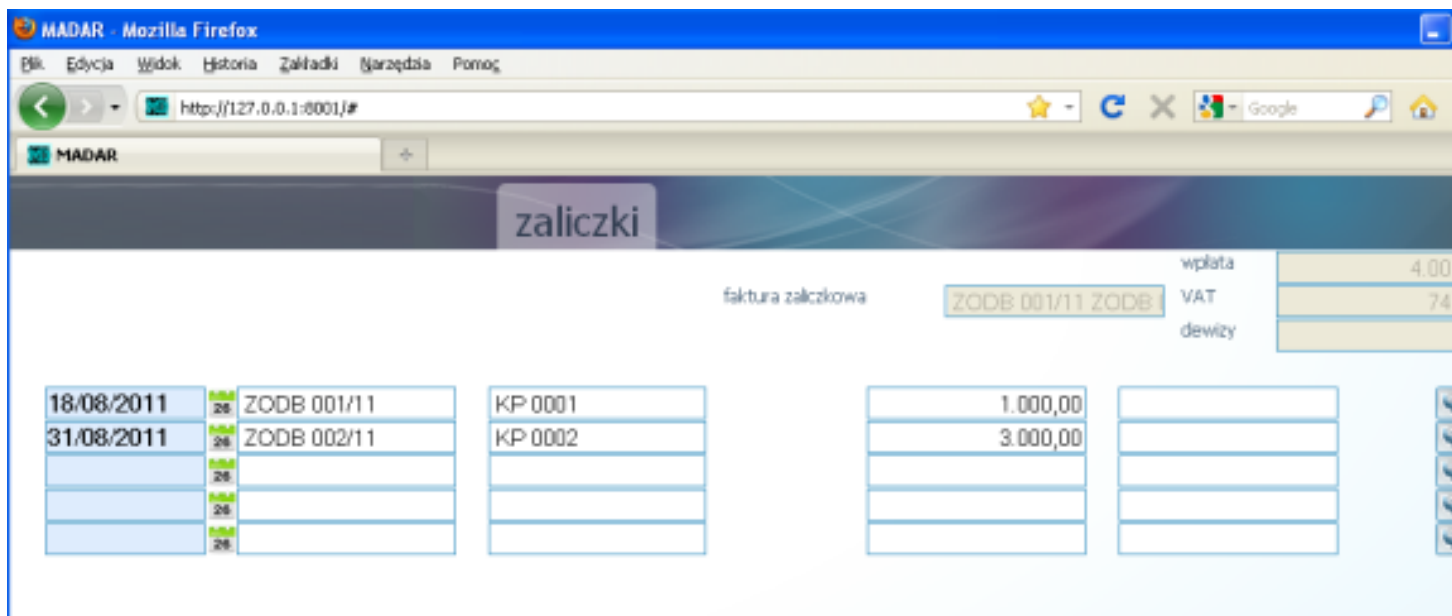 MADAR - Mozilla Firefox
Plik Edycja Widok Historia Zakładki Narzędzia Pomoc
http://127.0.0.1:8001/# Google
MADAR
zaliczki
wpłata 4.00
faktura zaliczkowa ZODB 001/11 ZODB VAT 74
dewizy
18/08/2011 26 ZODB 001/11 KP 0001 1.000,00
31/08/2011 26 ZODB 002/11 KP 0002 3.000,00
26
26
26